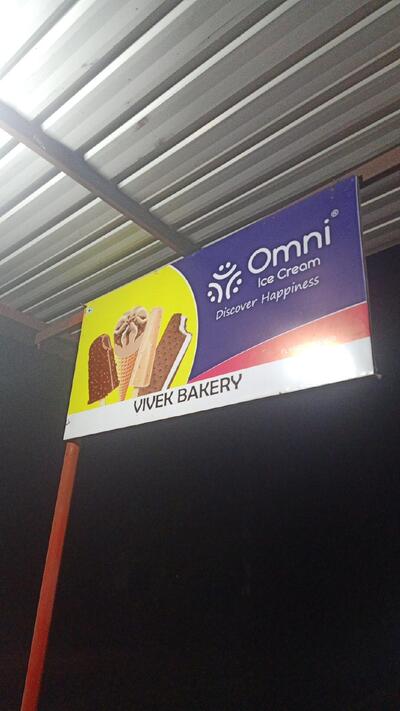 Omni®
Ice Cream
Discover Happiness
VIVEK BAKERY